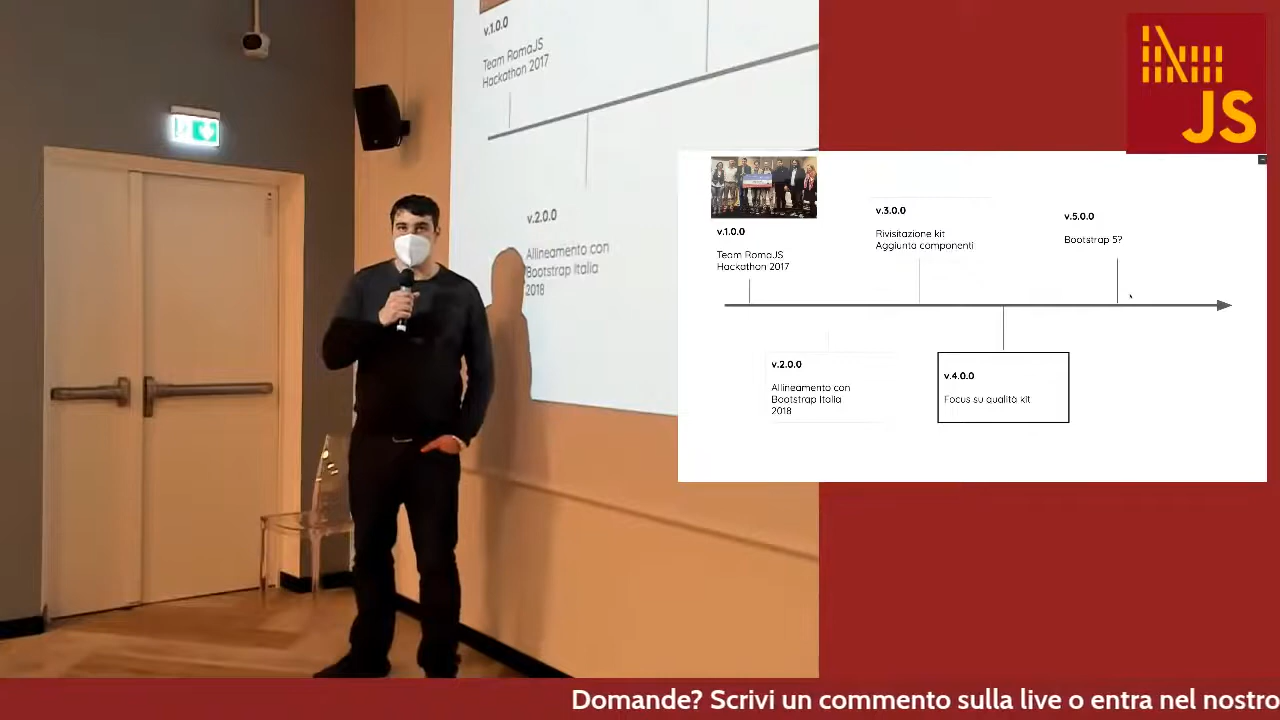 v.1.0.0
Team RomaJS
Hackathon 2017
v.2.0.0
Allineamento con
Bootstrap Italia
2018
JS
v.1.0.0
Team RomaJS
Hackathon 2017
v.3.0.0
Rivisitazione kit
Aggiunta componenti
v.5.0.0
Bootstrap 5?
v.2.0.0
Allineamento con
Bootstrap Italia
2018
v.4.0.0
Focus su qualità kit
Domande? Scrivi un commento sulla live o entra nel nostro